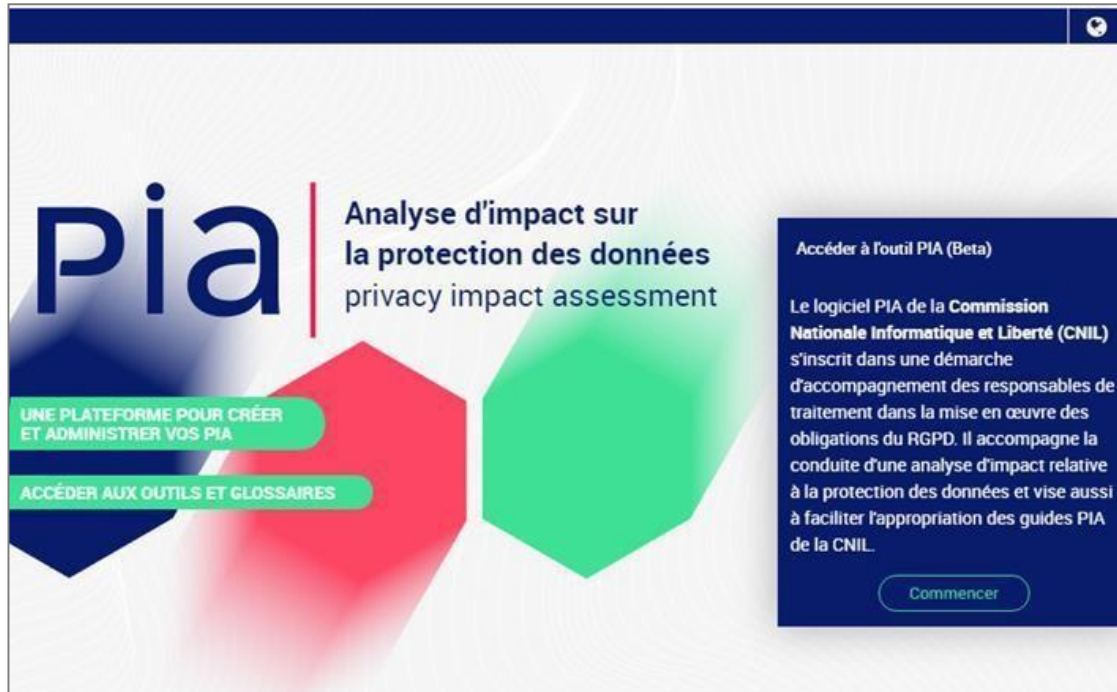 Pia
Analyse d'impact sur
la protection des données
privacy impact assessment
UNE PLATEFORME POUR CRÉER
ET ADMINISTRER VOS PIA
ACCÉDER AUX OUTILS ET GLOSSAIRES
Accéder à l'outil PIA (Beta)
Le logiciel PIA de la Commission
Nationale Informatique et Liberté (CNIL)
s'inscrit dans une démarche
d'accompagnement des responsables de
traitement dans la mise en œuvre des
obligations du RGPD. Il accompagne la
conduite d'une analyse d'impact relative
à la protection des données et vise aussi
à faciliter l'appropriation des guides PIA
de la CNIL.
Commencer